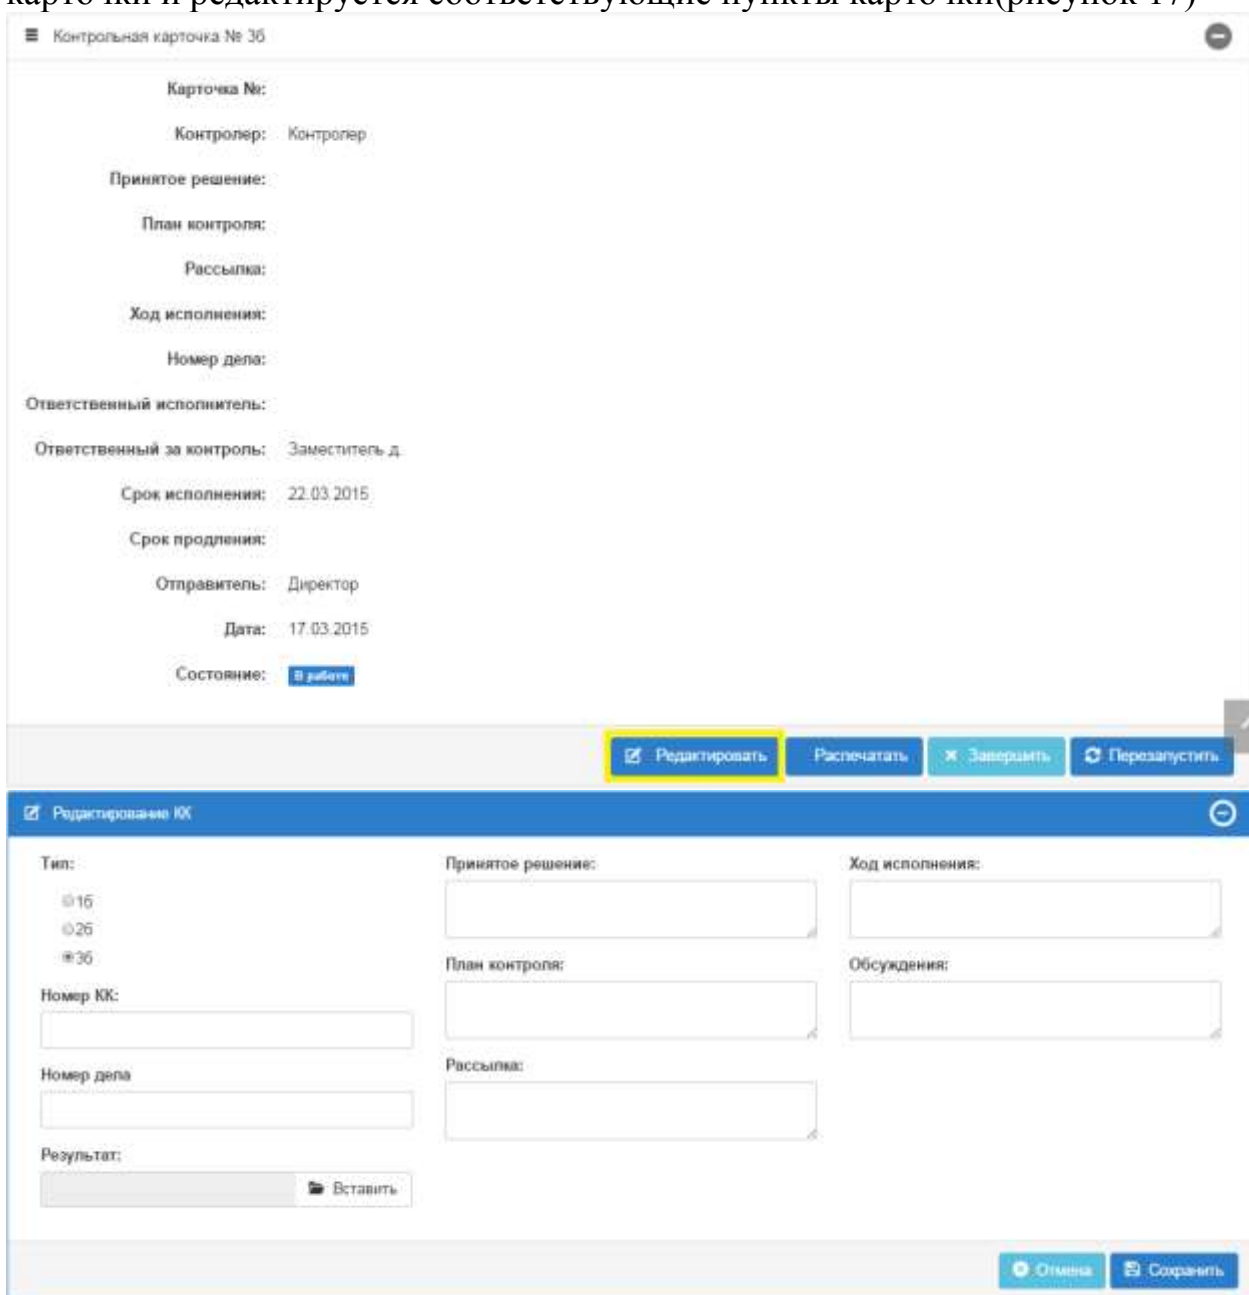 карточки и редактируется соответствующие пункты карточки(рисунок 17)
Контрольная карточка № 3б
Карточка №:
Контролер: Контролер
Принятое решение:
План контроля:
Рассылка:
Ход исполнения:
Номер дела:
Ответственный исполнитель:
Ответственный за контроль: Заместитель д.
Срок исполнения: 22.03.2015
Срок продления:
Отправитель: Директор
Дата: 17.03.2015
Состояние: В работе
Редактировать Распечатать Завершить Перезапустить
Редактирование КК
Тип:
1б
2б
3б
Номер КК:
Номер дела
Результат:
Вставить
Принятое решение:
План контроля:
Рассылка:
Ход исполнения:
Обсуждения:
Отмена Сохранить